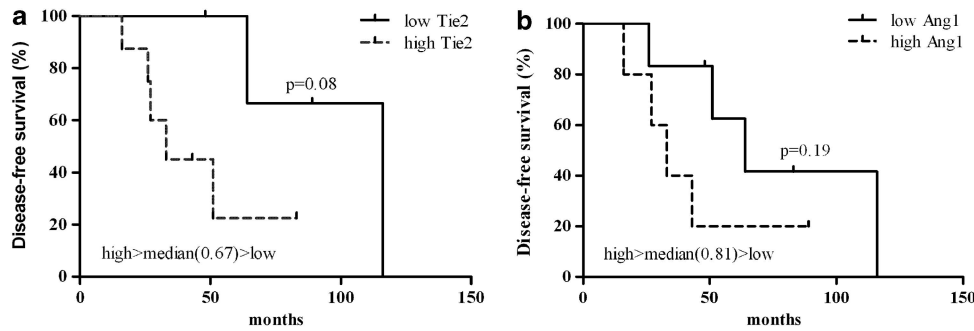 a
low Tie2
high Tie2
Disease-free survival (%)
100
80
60
40
20
0
p=0.08
high>median(0.67)>low
0 50 100 150
months
b
low Ang1
high Ang1
Disease-free survival (%)
100
80
60
40
20
0
p=0.19
high>median(0.81)>low
0 50 100 150
months